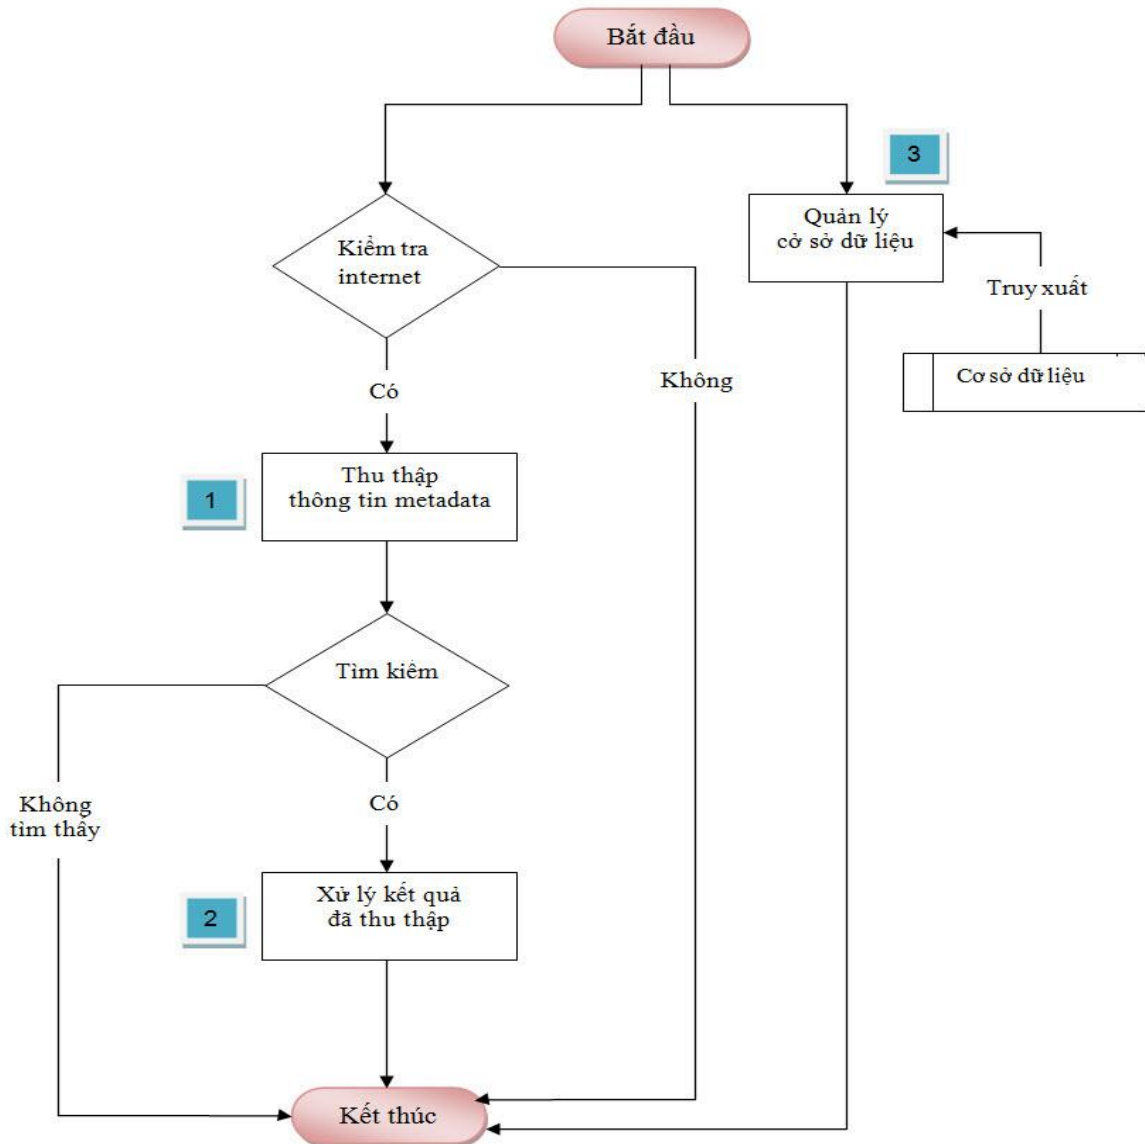 Bắt đầu
3
Quản lý
cở sở dữ liệu
Kiểm tra
internet
Truy xuất
Cơ sở dữ liệu
Có
Không
1
Thu thập
thông tin metadata
Tìm kiếm
Không
tìm thấy
Có
2
Xử lý kết quả
đã thu thập
Kết thúc